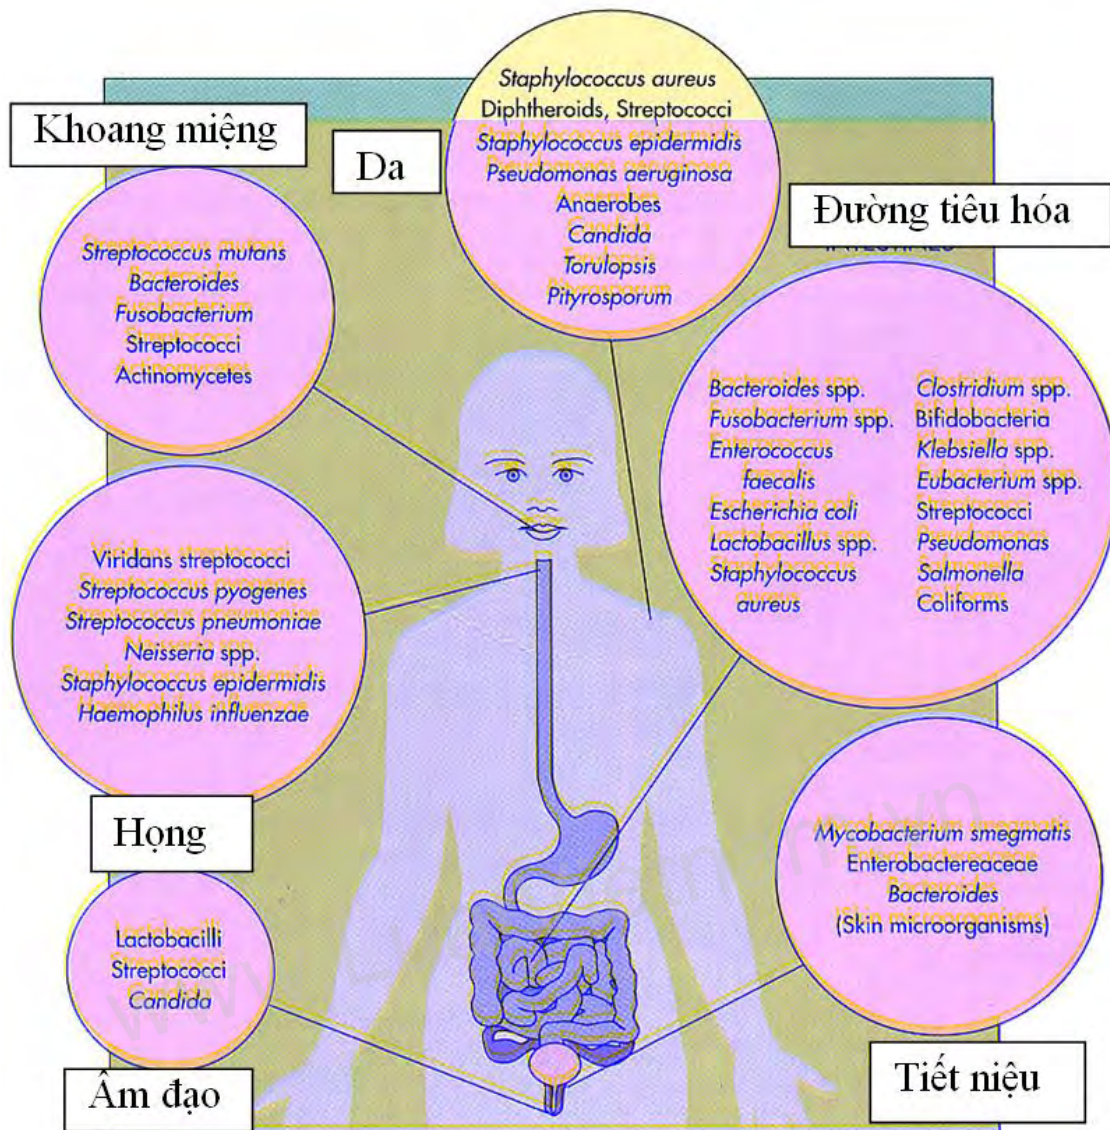 Khoang miệng
Streptococcus mutans
Bacteroides
Fusobacterium
Streptococci
Actinomycetes
Da
Staphylococcus aureus
Diphtheroids, Streptococci
Staphylococcus epidermidis
Pseudomonas aeruginosa
Anaerobes
Candida
Torulopsis
Pityrosporum
Đường tiêu hóa
Bacteroides spp.
Fusobacterium spp.
Enterococcus
faecalis
Escherichia coli
Lactobacillus spp.
Staphylococcus
aureus
Clostridium spp.
Bifidobacteria
Klebsiella spp.
Eubacterium spp.
Streptococci
Pseudomonas
Salmonella
Coliforms
Viridans streptococci
Streptococcus pyogenes
Streptococcus pneumoniae
Neisseria spp.
Staphylococcus epidermidis
Haemophilus influenzae
Họng
Lactobacilli
Streptococci
Candida
Âm đạo
Mycobacterium smegmatis
Enterobactereaceae
Bacteroides
(Skin microorganisms)
Tiết niệu